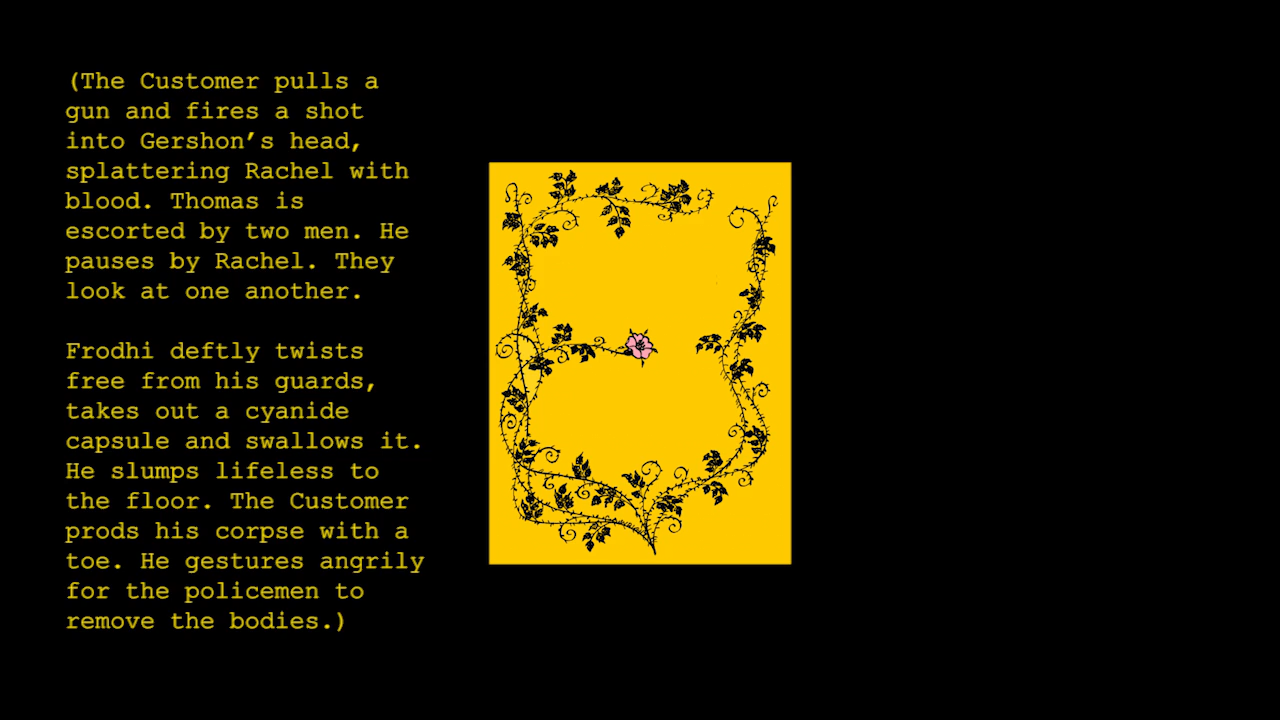 (The Customer pulls a
gun and fires a shot
into Gershon’s head,
splattering Rachel with
blood. Thomas is
escorted by two men. He
pauses by Rachel. They
look at one another.
Frodhi deftly twists
free from his guards,
takes out a cyanide
capsule and swallows it.
He slumps lifeless to
the floor. The Customer
prods his corpse with a
toe. He gestures angrily
for the policemen to
remove the bodies.)